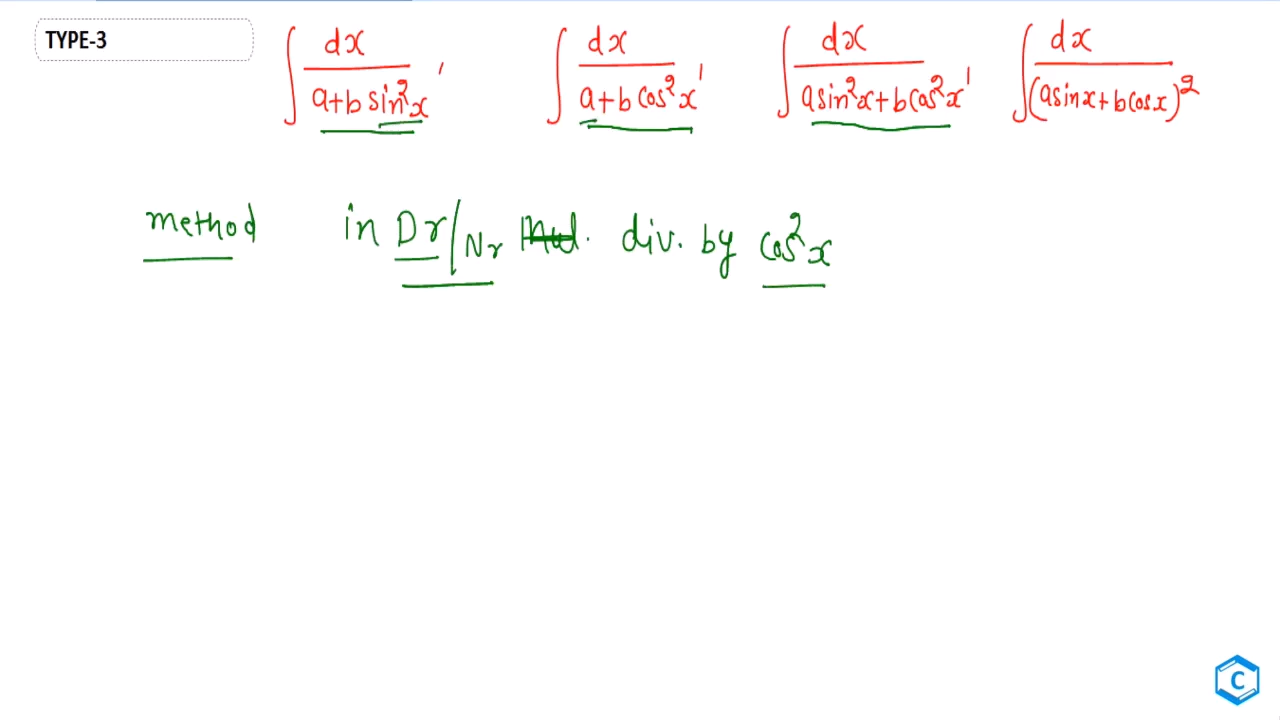 TYPE-3
∫ dx/(a+b sin²x) , ∫ dx/(a+b cos²x) , ∫ dx/(a sin²x+b cos²x) , ∫ dx/(a sin x+b cos x)²
method in Dr/Nr div. by cos²x
C